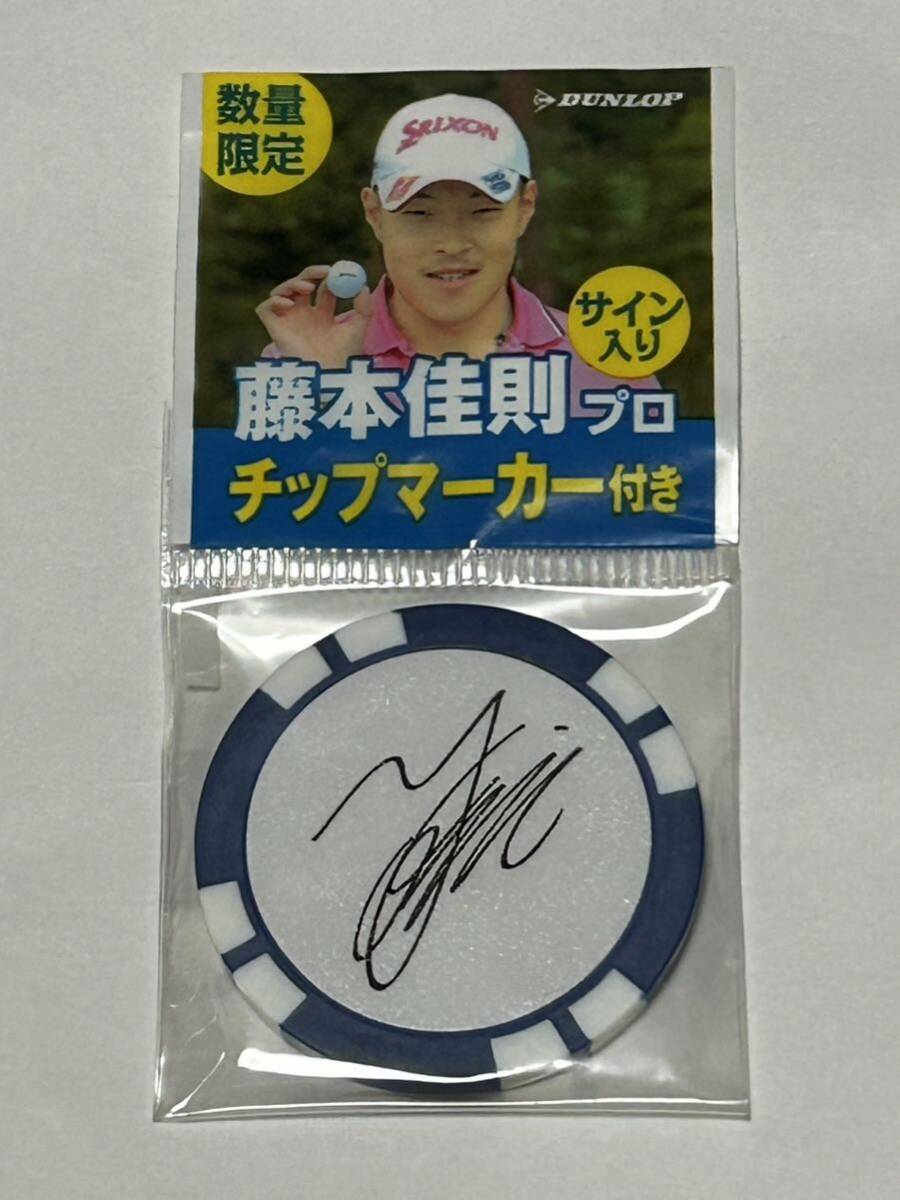 数量
限定
DUNLOP
SRIXON
サイン
入り
藤本佳則 プロ
チップマーカー付き